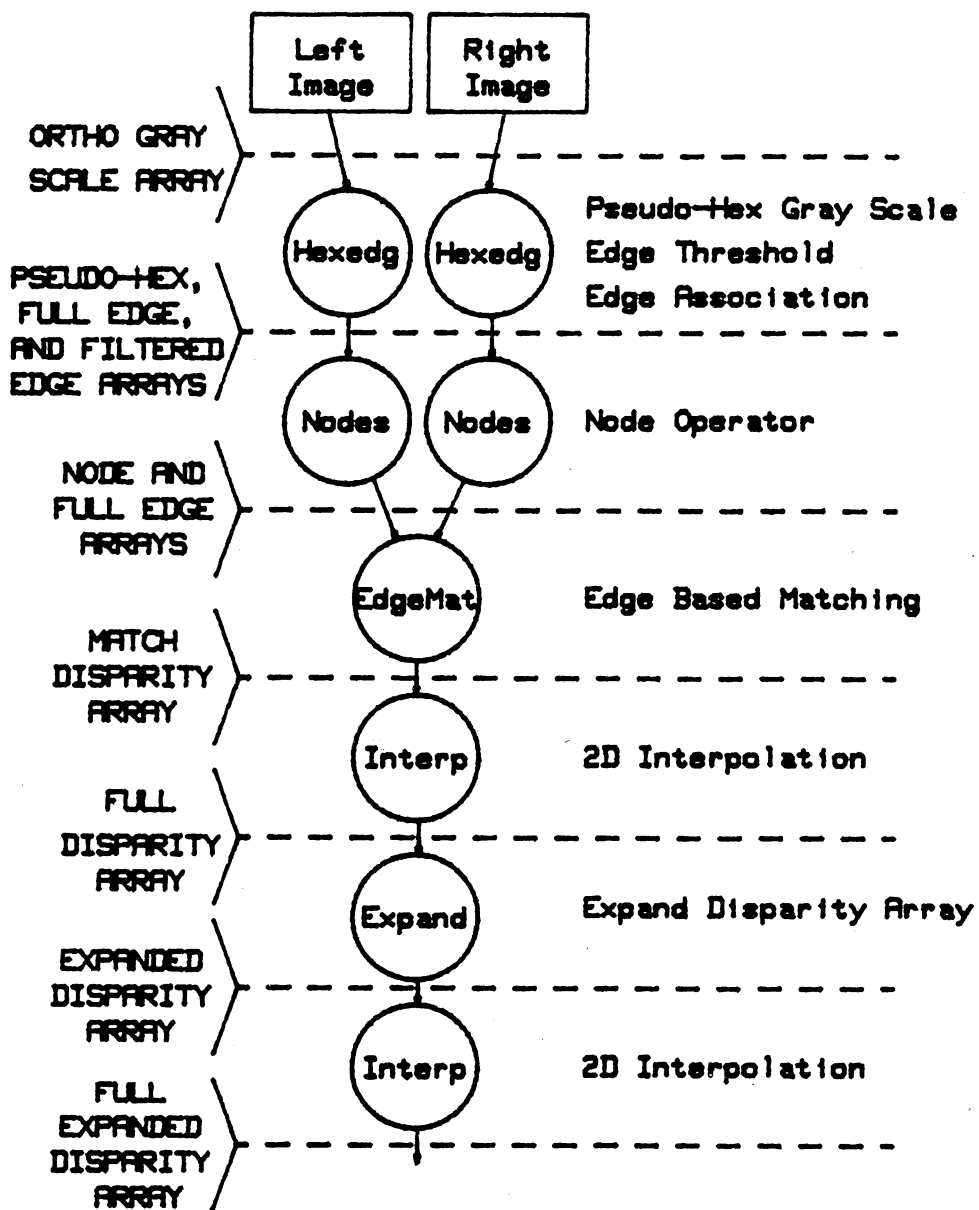 Left
Image
Right
Image
ORTHO GRAY
SCALE ARRAY
Hexedg
Hexedg
Pseudo-Hex Gray Scale
Edge Threshold
Edge Association
PSEUDO-HEX,
FULL EDGE,
AND FILTERED
EDGE ARRAYS
Nodes
Nodes
Node Operator
NODE AND
FULL EDGE
ARRAYS
EdgeMat
Edge Based Matching
MATCH
DISPARITY
ARRAY
Interp
2D Interpolation
FULL
DISPARITY
ARRAY
Expand
Expand Disparity Array
EXPANDED
DISPARITY
ARRAY
Interp
2D Interpolation
FULL
EXPANDED
DISPARITY
ARRAY